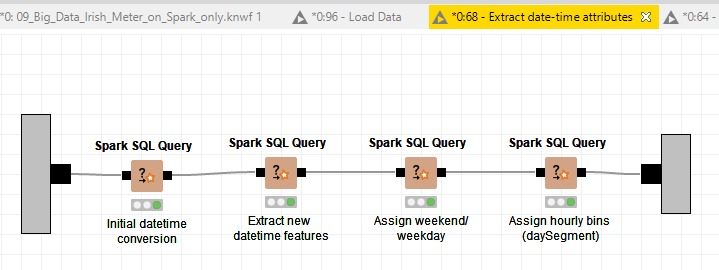 *0: 09_Big_Data_Irish_Meter_on_Spark_only.knwf 1
*0:96 - Load Data
*0:68 - Extract date-time attributes
*0:64 -
Spark SQL Query
Initial datetime
conversion
Spark SQL Query
Extract new
datetime features
Spark SQL Query
Assign weekend/
weekday
Spark SQL Query
Assign hourly bins
(daySegment)